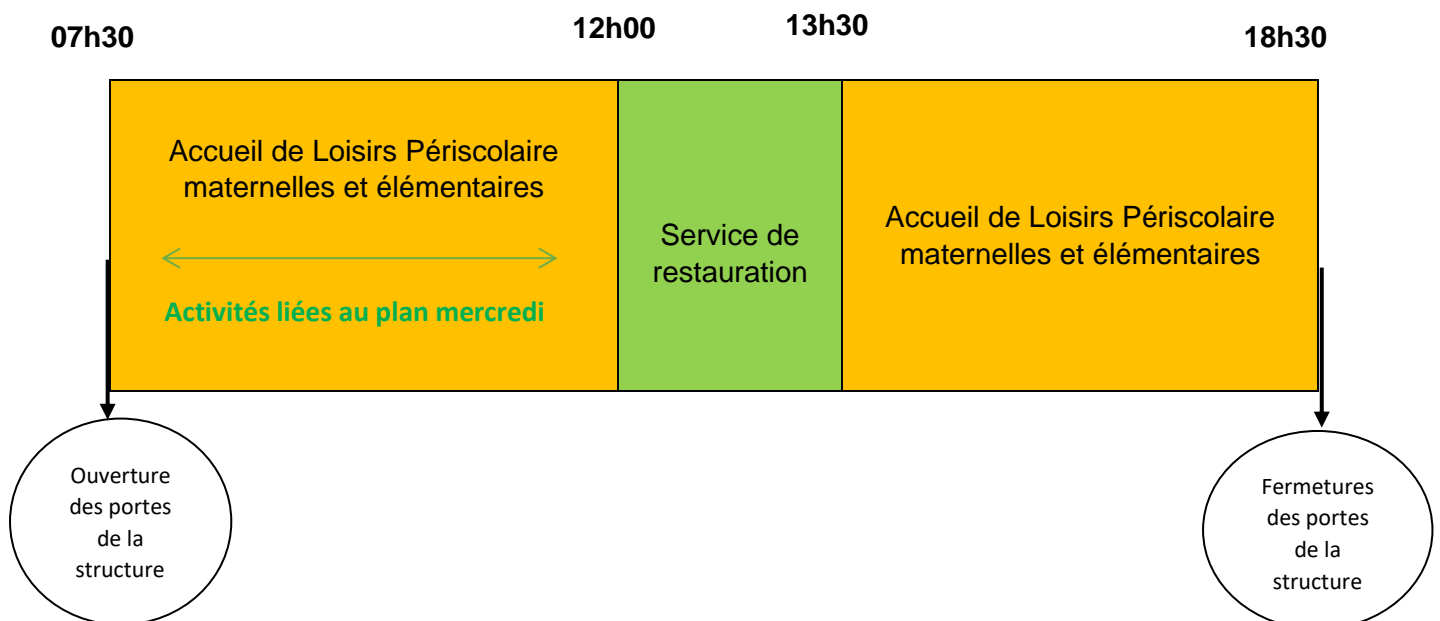 07h30
12h00
13h30
18h30
Accueil de Loisirs Périscolaire
maternelles et élémentaires
Activités liées au plan mercredi
Service de
restauration
Accueil de Loisirs Périscolaire
maternelles et élémentaires
Ouverture
des portes
de la
structure
Fermetures
des portes
de la
structure